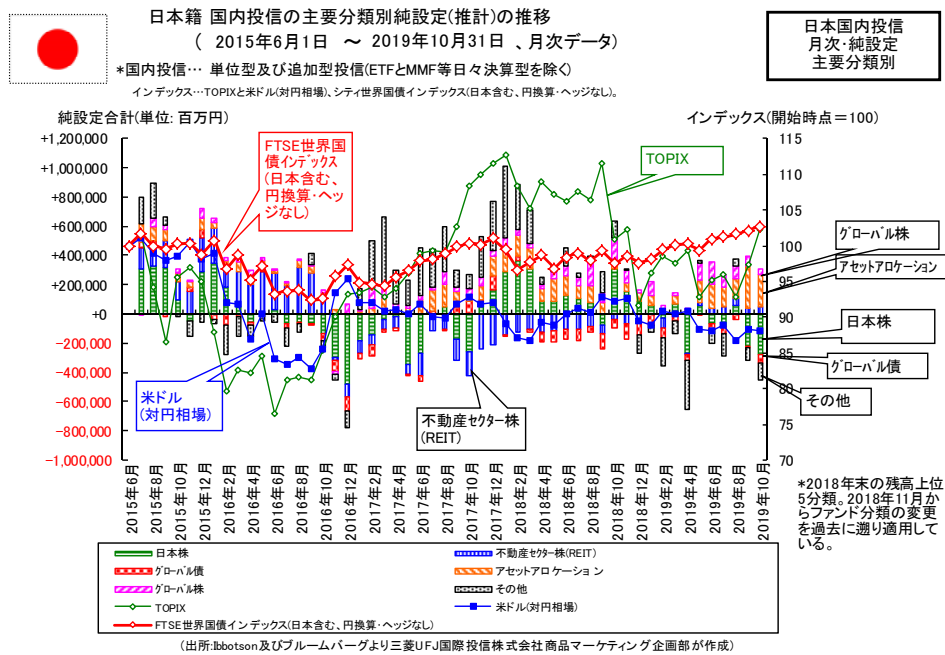 日本籍 国内投信の主要分類別純設定(推計)の推移
( 2015年6月1日 ～ 2019年10月31日 、月次データ)
日本国内投信
月次・純設定
主要分類別
*国内投信… 単位型及び追加型投信(ETFとMMF等日々決算型を除く)
インデックス…TOPIXと米ドル(対円相場)、シティ世界国債インデックス(日本含む、円換算・ヘッジなし)。
純設定合計(単位: 百万円)
インデックス(開始時点＝100)
+1,200,000
+1,000,000
+800,000
+600,000
+400,000
+200,000
+0
-200,000
-400,000
-600,000
-800,000
-1,000,000
115
110
105
100
95
90
85
80
75
70
FTSE世界国
債インデックス
(日本含む、
円換算・ヘッ
ジなし)
TOPIX
グローバル株
アセットアロケーション
日本株
グローバル債
その他
米ドル
(対円相場)
不動産セクター株
(REIT)
2015年6月
2015年8月
2015年10月
2015年12月
2016年2月
2016年4月
2016年6月
2016年8月
2016年10月
2016年12月
2017年2月
2017年4月
2017年6月
2017年8月
2017年10月
2017年12月
2018年2月
2018年4月
2018年6月
2018年8月
2018年10月
2018年12月
2019年2月
2019年4月
2019年6月
2019年8月
2019年10月
*2018年末の残高上位
5分類。2018年11月か
らファンド分類の変更
を過去に遡り適用して
いる。
日本株
不動産セクター株(REIT)
グローバル債
アセットアロケーション
グローバル株
その他
TOPIX
米ドル(対円相場)
FTSE世界国債インデックス(日本含む、円換算・ヘッジなし)
(出所:Ibbotson及びブルームバーグより三菱UFJ国際投信株式会社商品マーケティング企画部が作成)